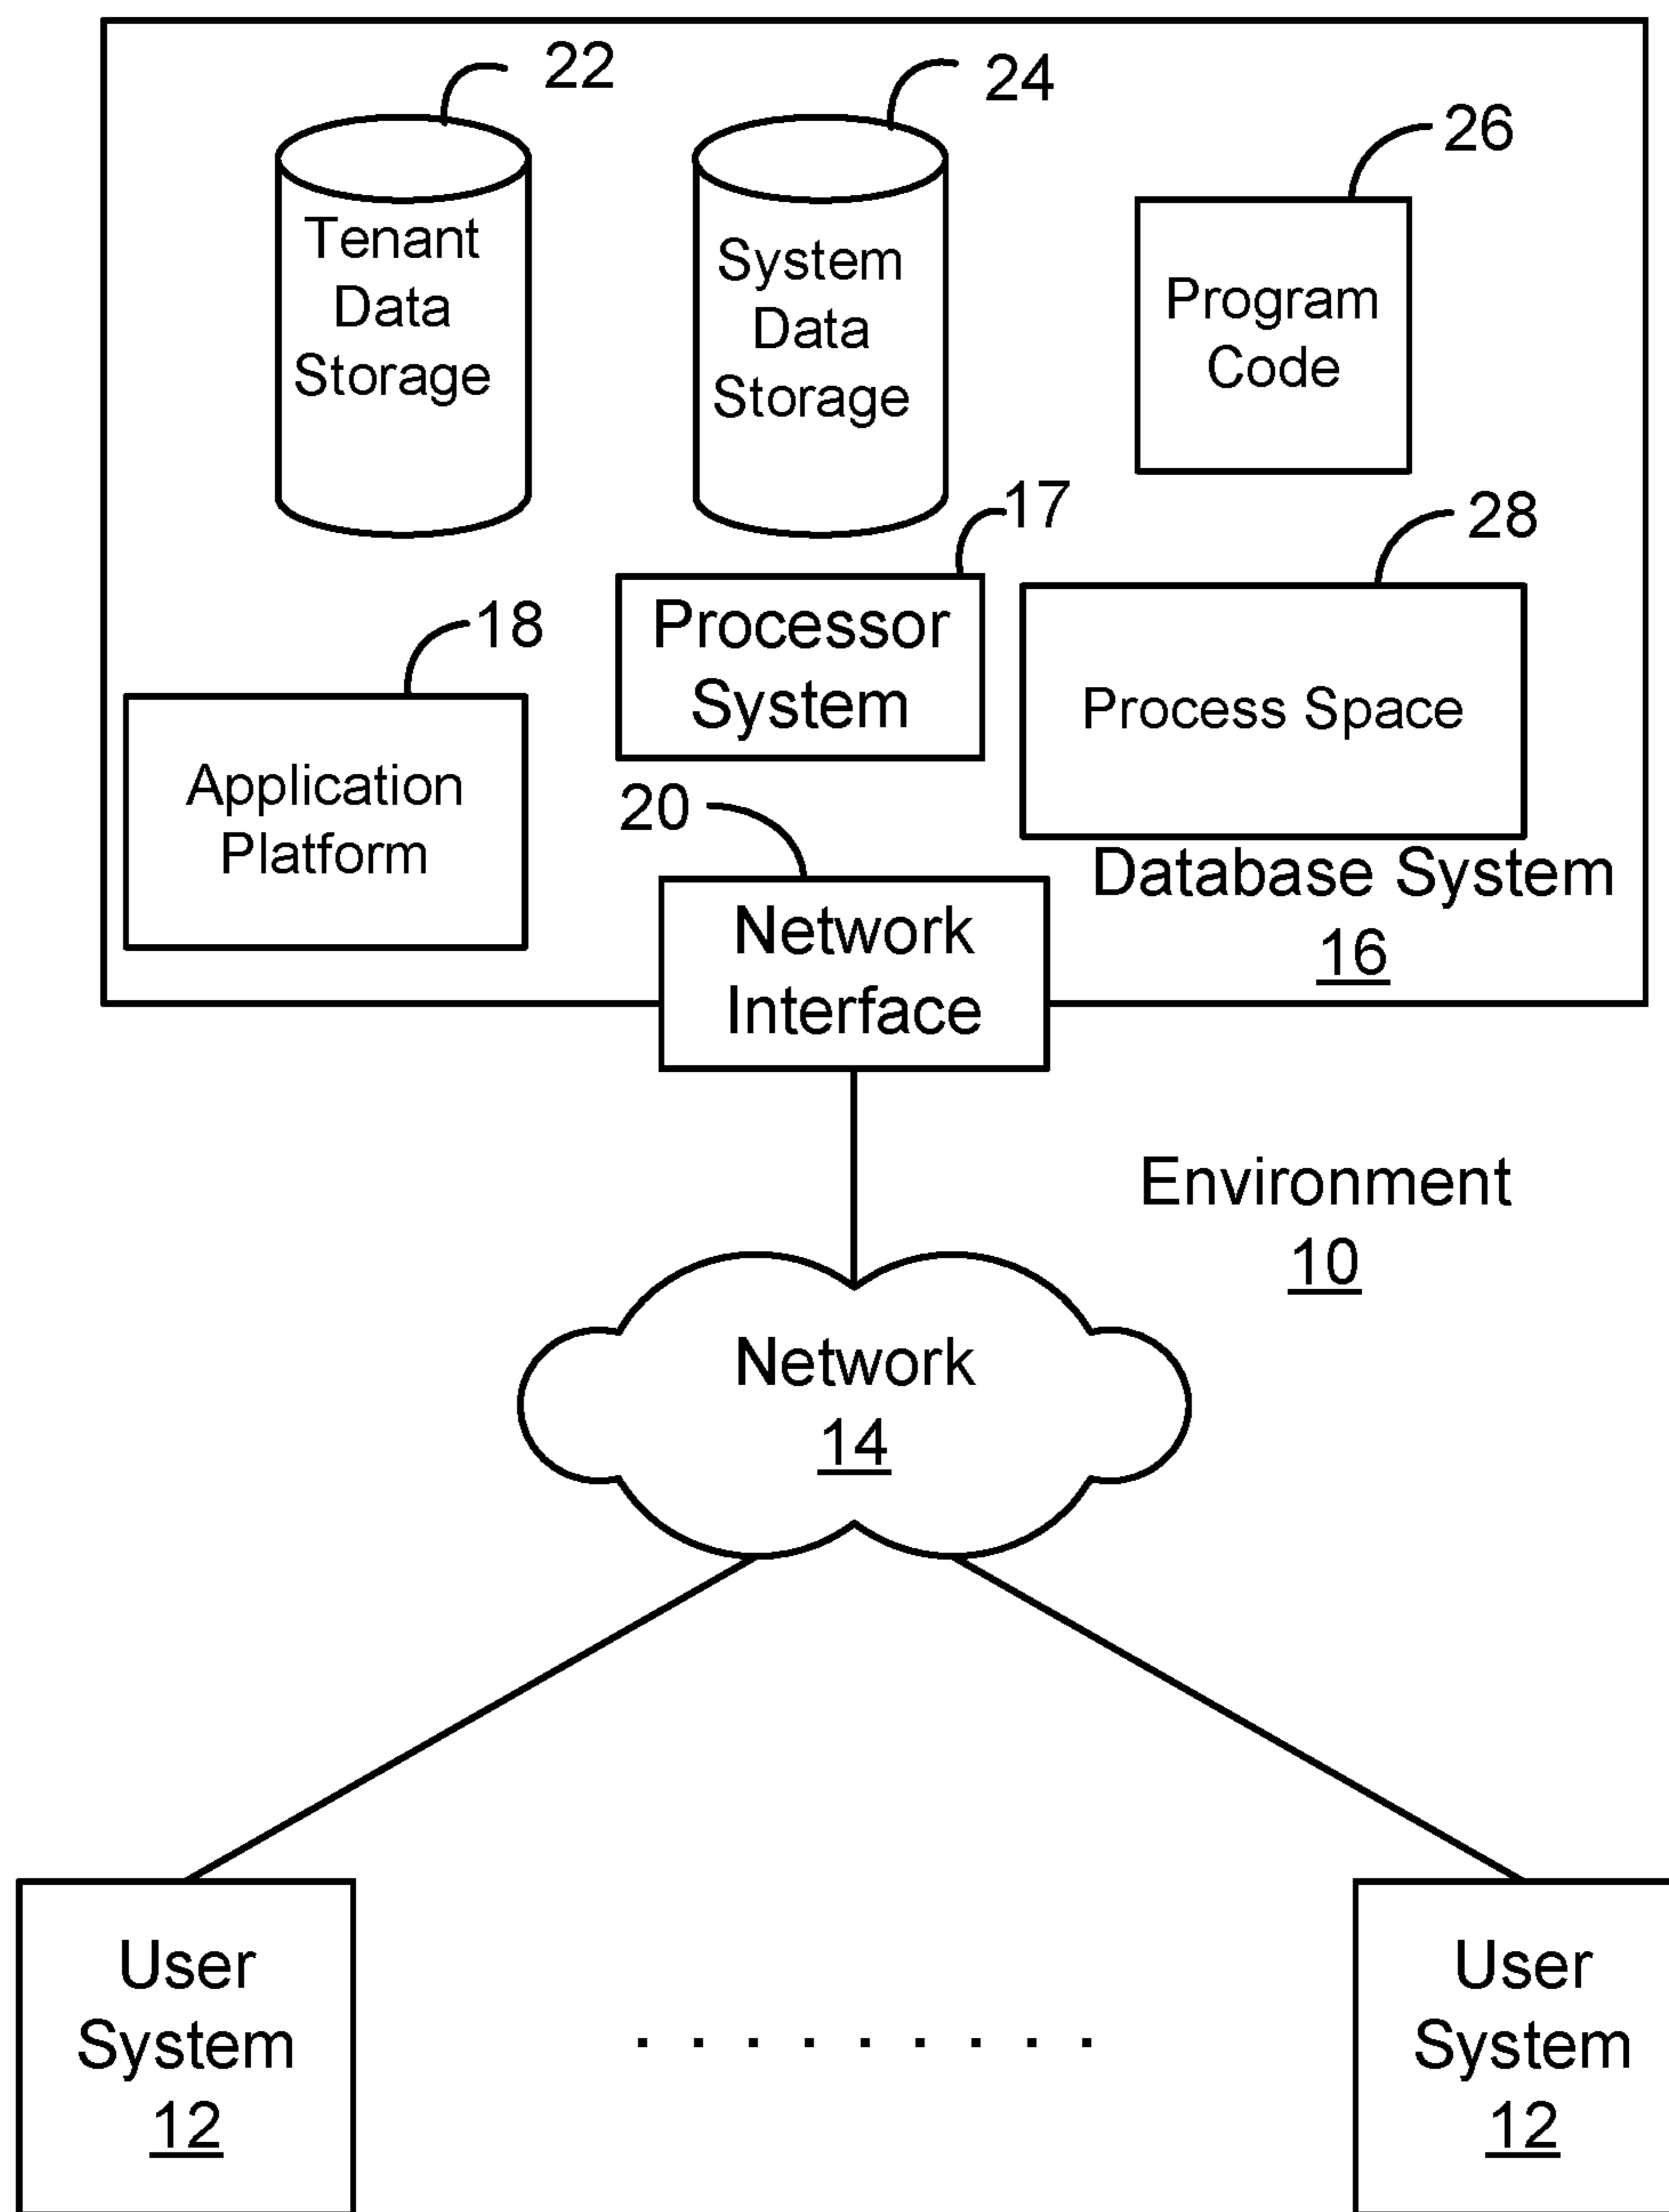 22
24
26
Tenant
Data
Storage
System
Data
Storage
Program
Code
17
28
18
Processor
System
Process Space
Application
Platform
20
Database System
16
Network
Interface
Environment
10
Network
14
User
System
12
. . . . . . . . .
User
System
12